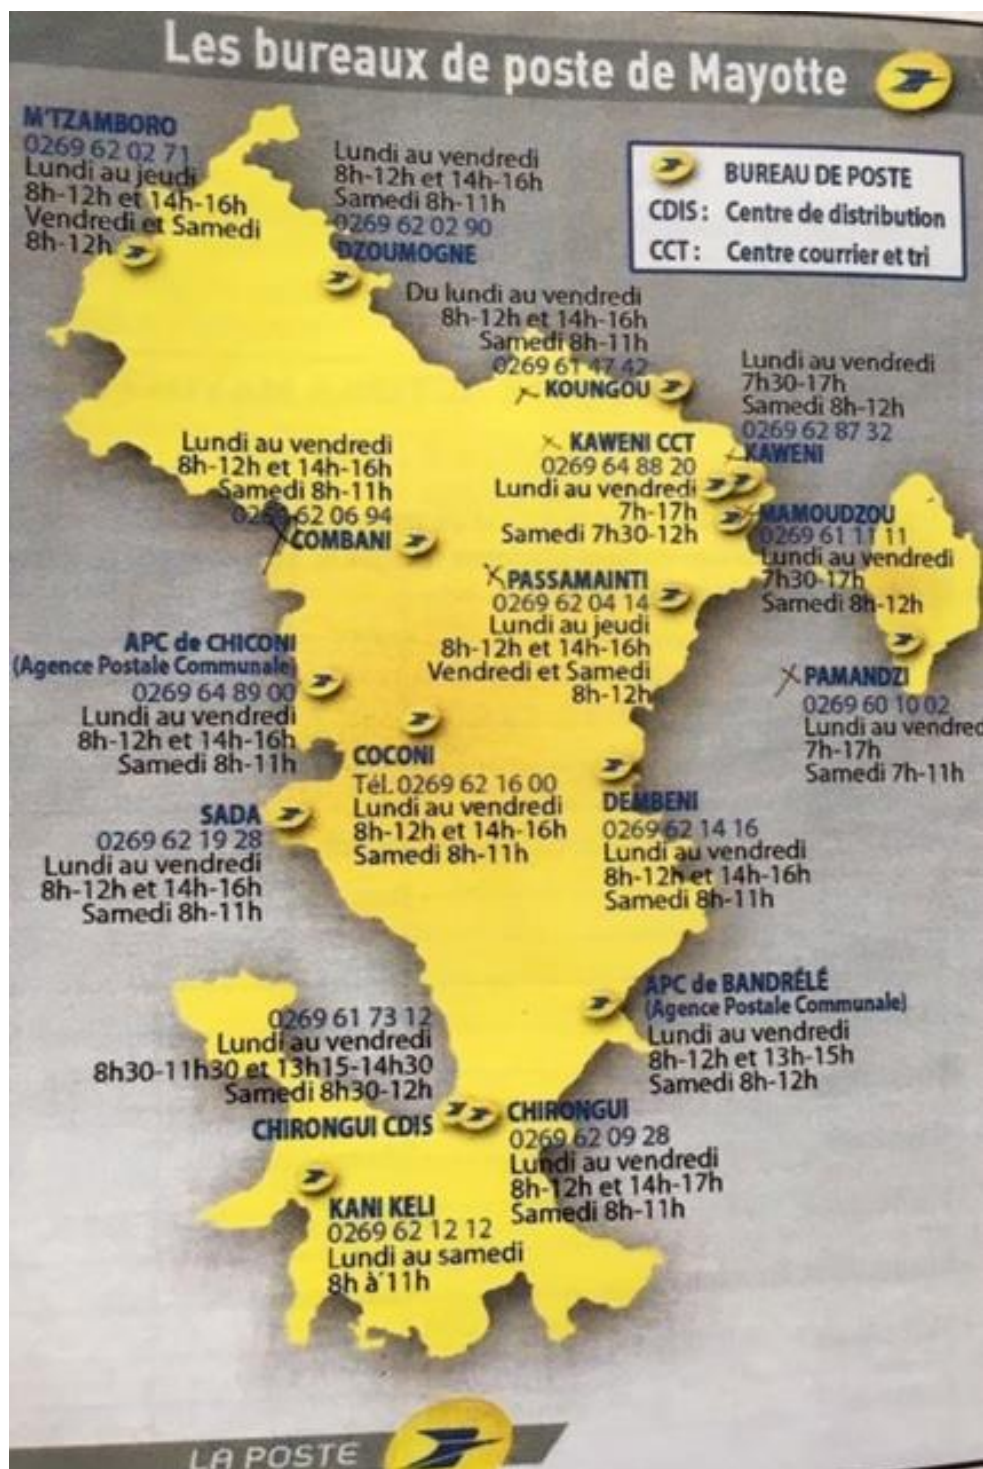 Les bureaux de poste de Mayotte
M'TZAMBORO
0269 62 02 71
Lundi au jeudi
8h-12h et 14h-16h
Vendredi et Samedi
8h-12h
Lundi au vendredi
8h-12h et 14h-16h
Samedi 8h-11h
0269 62 02 90
DZOUMOGNE
BUREAU DE POSTE
CDIS : Centre de distribution
CCT : Centre courrier et tri
Du lundi au vendredi
8h-12h et 14h-16h
Samedi 8h-11h
0269 61 47 42
KOUNGOU
Lundi au vendredi
7h30-17h
Samedi 8h-12h
0269 62 87 32
KAWENI
Lundi au vendredi
8h-12h et 14h-16h
Samedi 8h-11h
0269 62 06 94
COMBANI
KAWENI CCT
0269 64 88 20
Lundi au vendredi
7h-17h
Samedi 7h30-12h
MAMOUDZOU
0269 61 11 11
Lundi au vendredi
7h30-17h
Samedi 8h-12h
PASSAMAINTI
0269 62 04 14
Lundi au jeudi
8h-12h et 14h-16h
Vendredi et Samedi
8h-12h
APC de CHICONI
(Agence Postale Communale)
0269 64 89 00
Lundi au vendredi
8h-12h et 14h-16h
Samedi 8h-11h
PAMANDZI
0269 60 10 02
Lundi au vendred
7h-17h
Samedi 7h-11h
COCONI
Tél. 0269 62 16 00
Lundi au vendredi
8h-12h et 14h-16h
Samedi 8h-11h
DEMBENI
0269 62 14 16
Lundi au vendredi
8h-12h et 14h-16h
Samedi 8h-11h
SADA
0269 62 19 28
Lundi au vendredi
8h-12h et 14h-16h
Samedi 8h-11h
APC de BANDRÉLÉ
(Agence Postale Communale)
Lundi au vendredi
8h-12h et 13h-15h
Samedi 8h-12h
0269 61 73 12
Lundi au vendredi
8h30-11h30 et 13h15-14h30
Samedi 8h30-12h
CHIRONGUI CDIS
CHIRONGUI
0269 62 09 28
Lundi au vendredi
8h-12h et 14h-17h
Samedi 8h-11h
KANI KELI
0269 62 12 12
Lundi au samedi
8h à 11h
LA POSTE